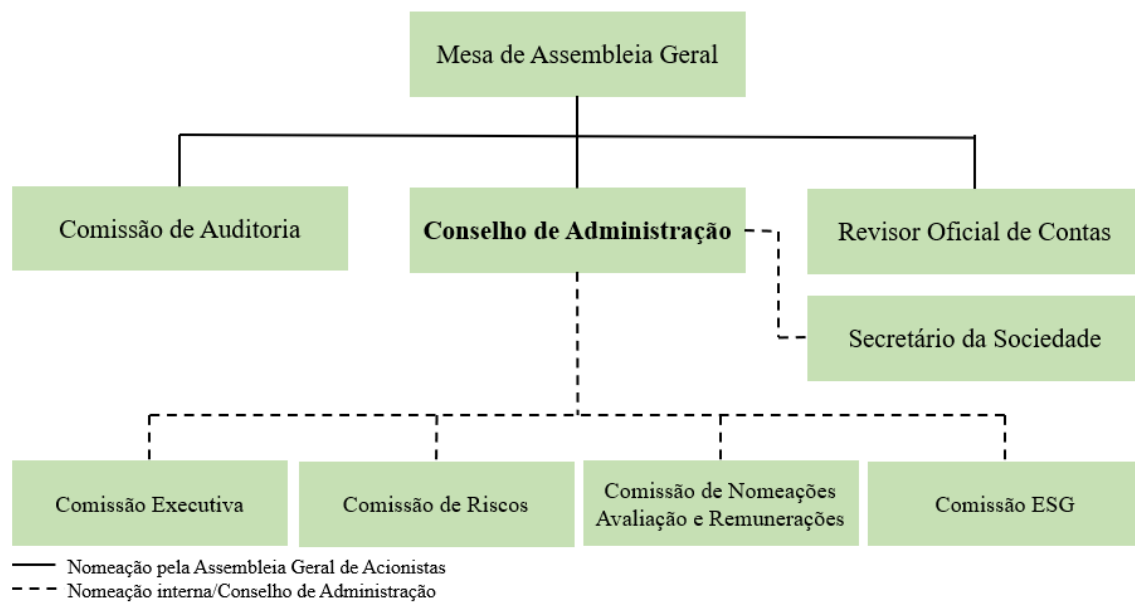 Mesa de Assembleia Geral
Comissão de Auditoria
Conselho de Administração
Revisor Oficial de Contas
Secretário da Sociedade
Comissão Executiva
Comissão de Riscos
Comissão de Nomeações
Avaliação e Remunerações
Comissão ESG
Nomeação pela Assembleia Geral de Acionistas
Nomeação interna/Conselho de Administração